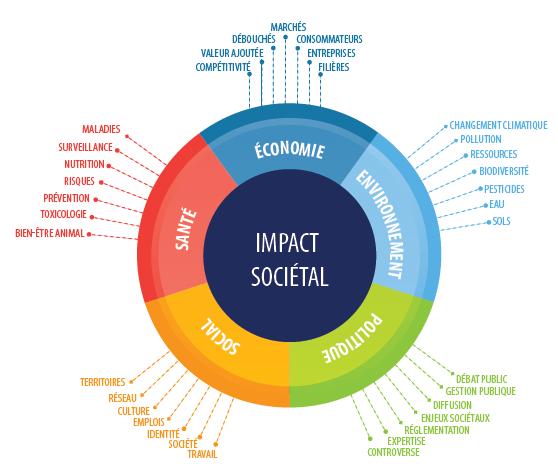 MARCHÉS
DÉBOUCHÉS
CONSOMMATEURS
VALEUR AJOUTÉE
ENTREPRISES
COMPÉTITIVITÉ
FILIÈRES
ÉCONOMIE
CHANGEMENT CLIMATIQUE
POLLUTION
RESSOURCES
BIODIVERSITÉ
PESTICIDES
EAU
SOLS
ENVIRONNEMENT
MALADIES
SURVEILLANCE
NUTRITION
RISQUES
PRÉVENTION
TOXICOLOGIE
BIEN-ÊTRE ANIMAL
SANTÉ
IMPACT
SOCIÉTAL
SOCIAL
TERRITOIRES
RÉSEAU
CULTURE
EMPLOIS
IDENTITÉ
SOCIÉTÉ
TRAVAIL
POLITIQUE
DÉBAT PUBLIC
GESTION PUBLIQUE
DIFFUSION
ENJEUX SOCIÉTAUX
RÉGLEMENTATION
EXPERTISE
CONTROVERSE